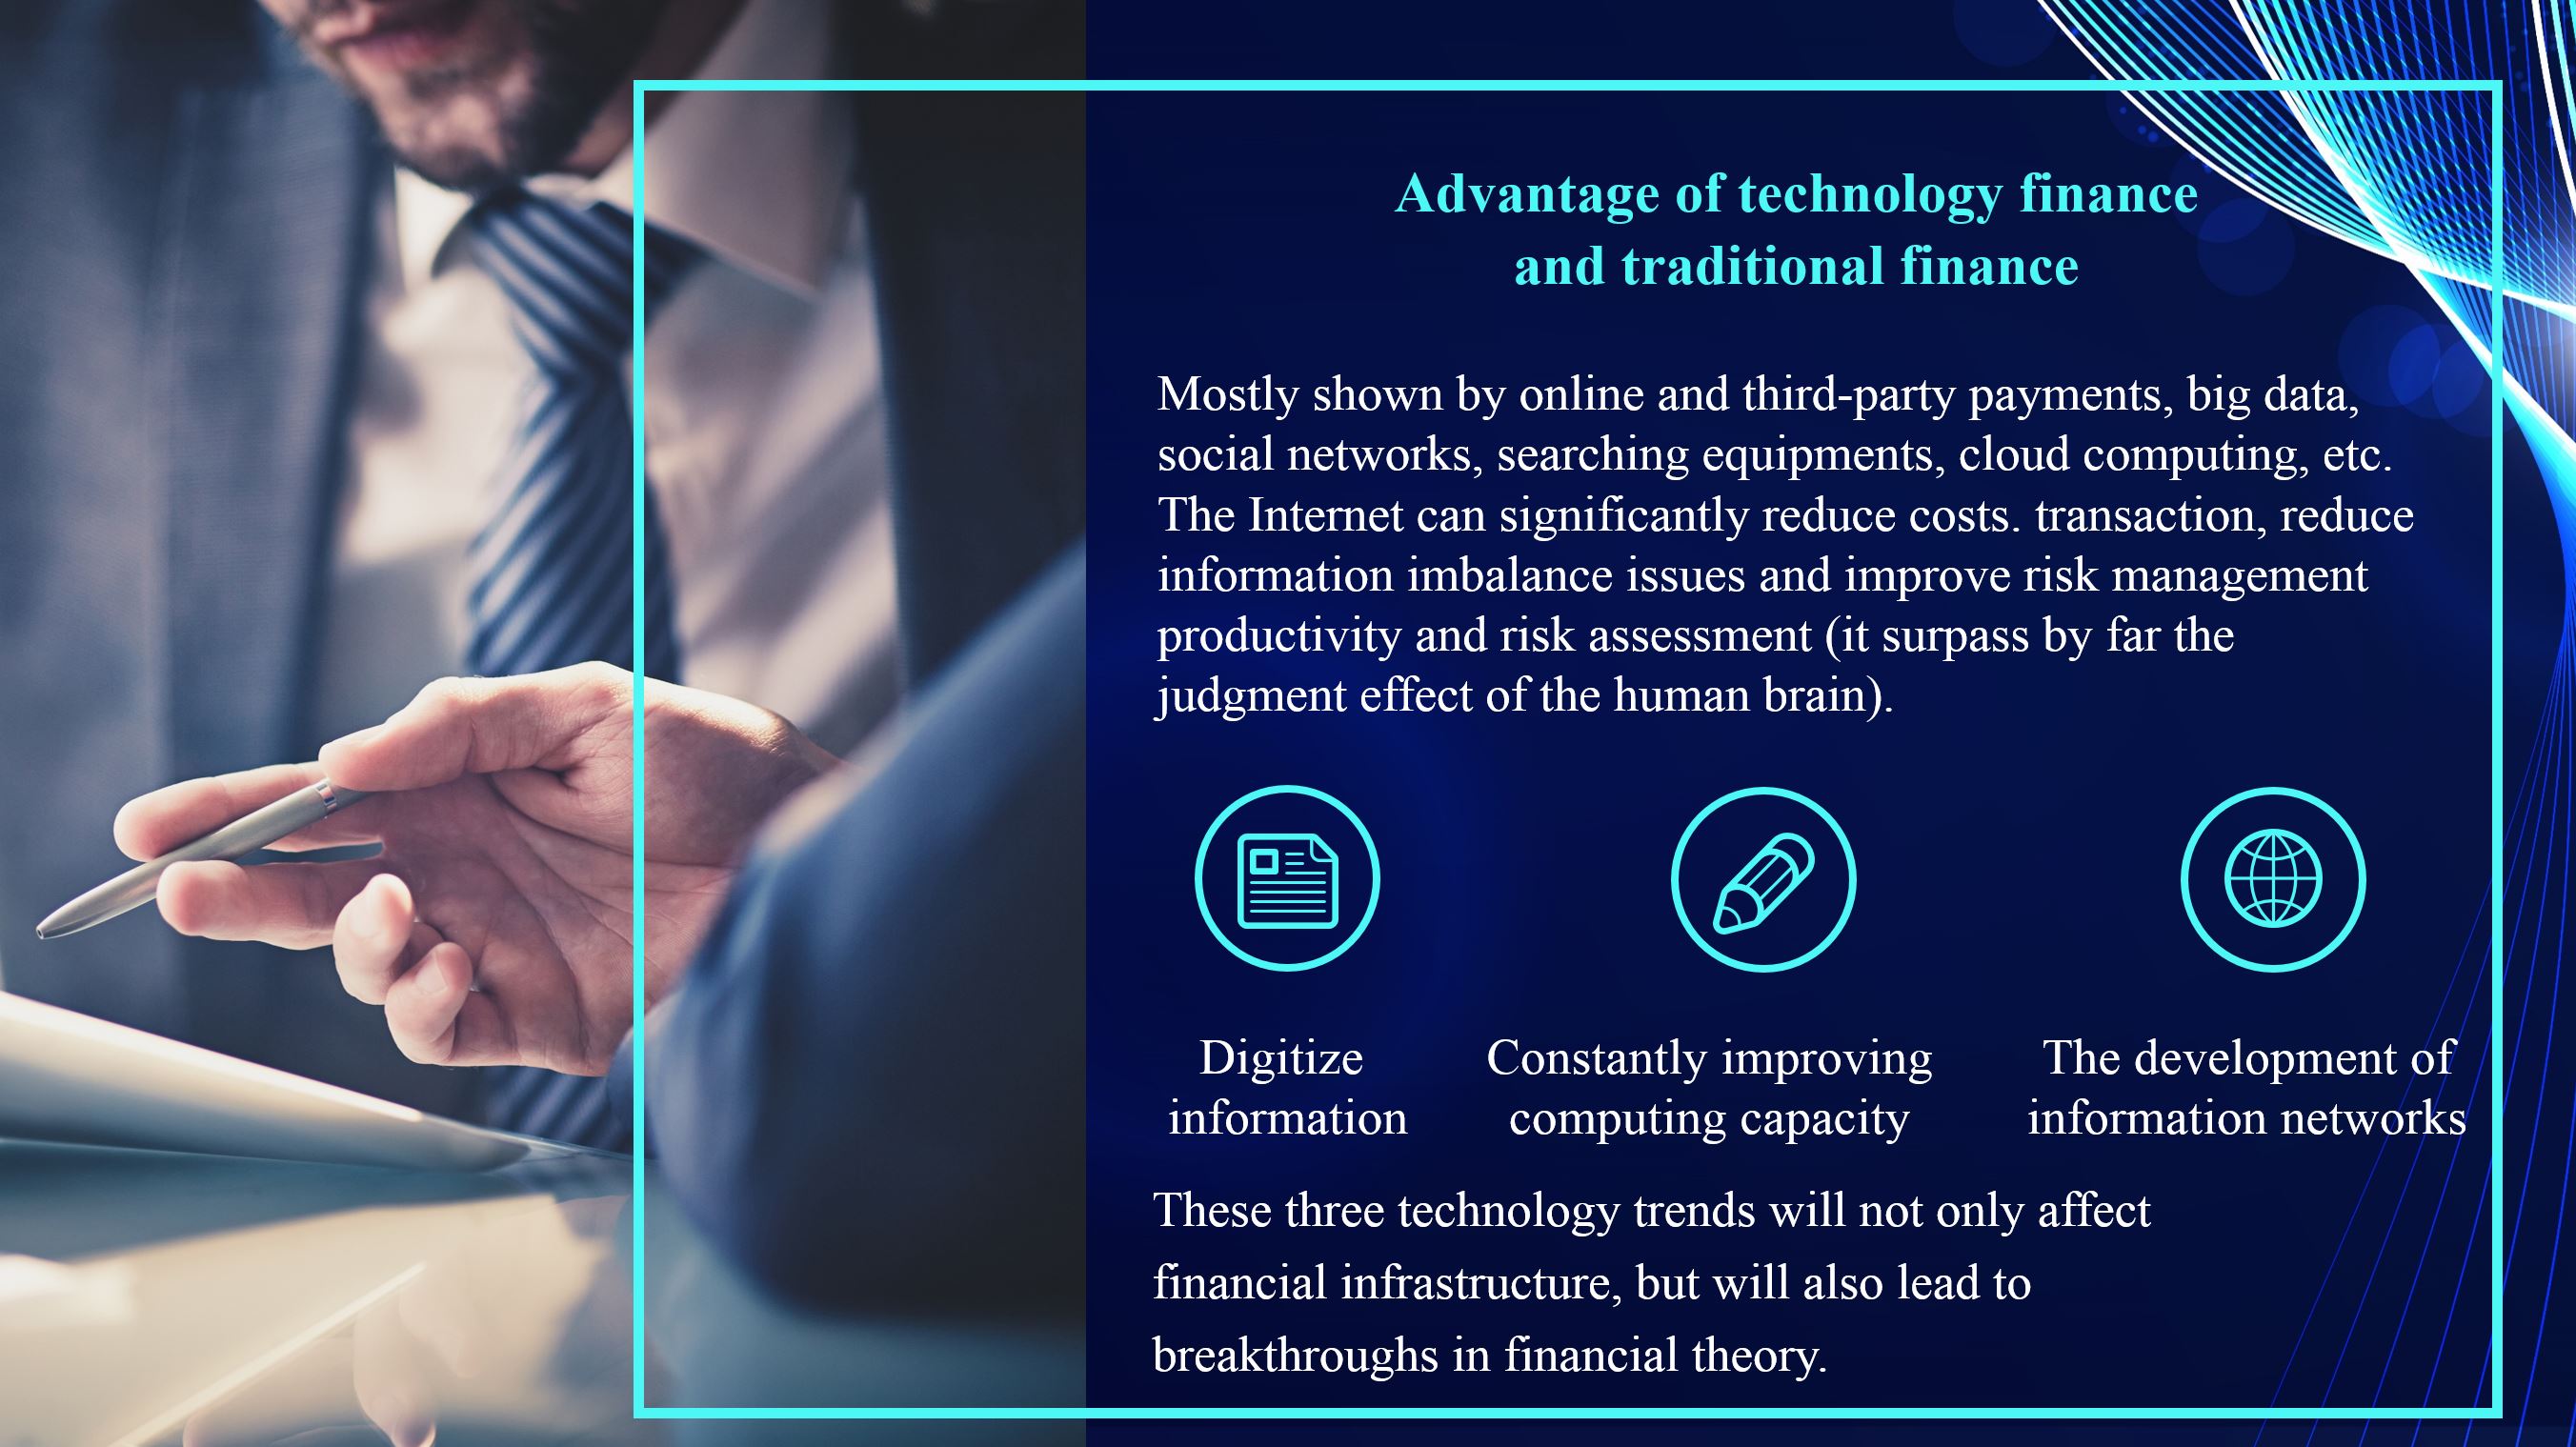 Advantage of technology finance
and traditional finance
Mostly shown by online and third-party payments, big data,
social networks, searching equipments, cloud computing, etc.
The Internet can significantly reduce costs. transaction, reduce
information imbalance issues and improve risk management
productivity and risk assessment (it surpass by far the
judgment effect of the human brain).
Digitize
information
Constantly improving
computing capacity
The development of
information networks
These three technology trends will not only affect
financial infrastructure, but will also lead to
breakthroughs in financial theory.